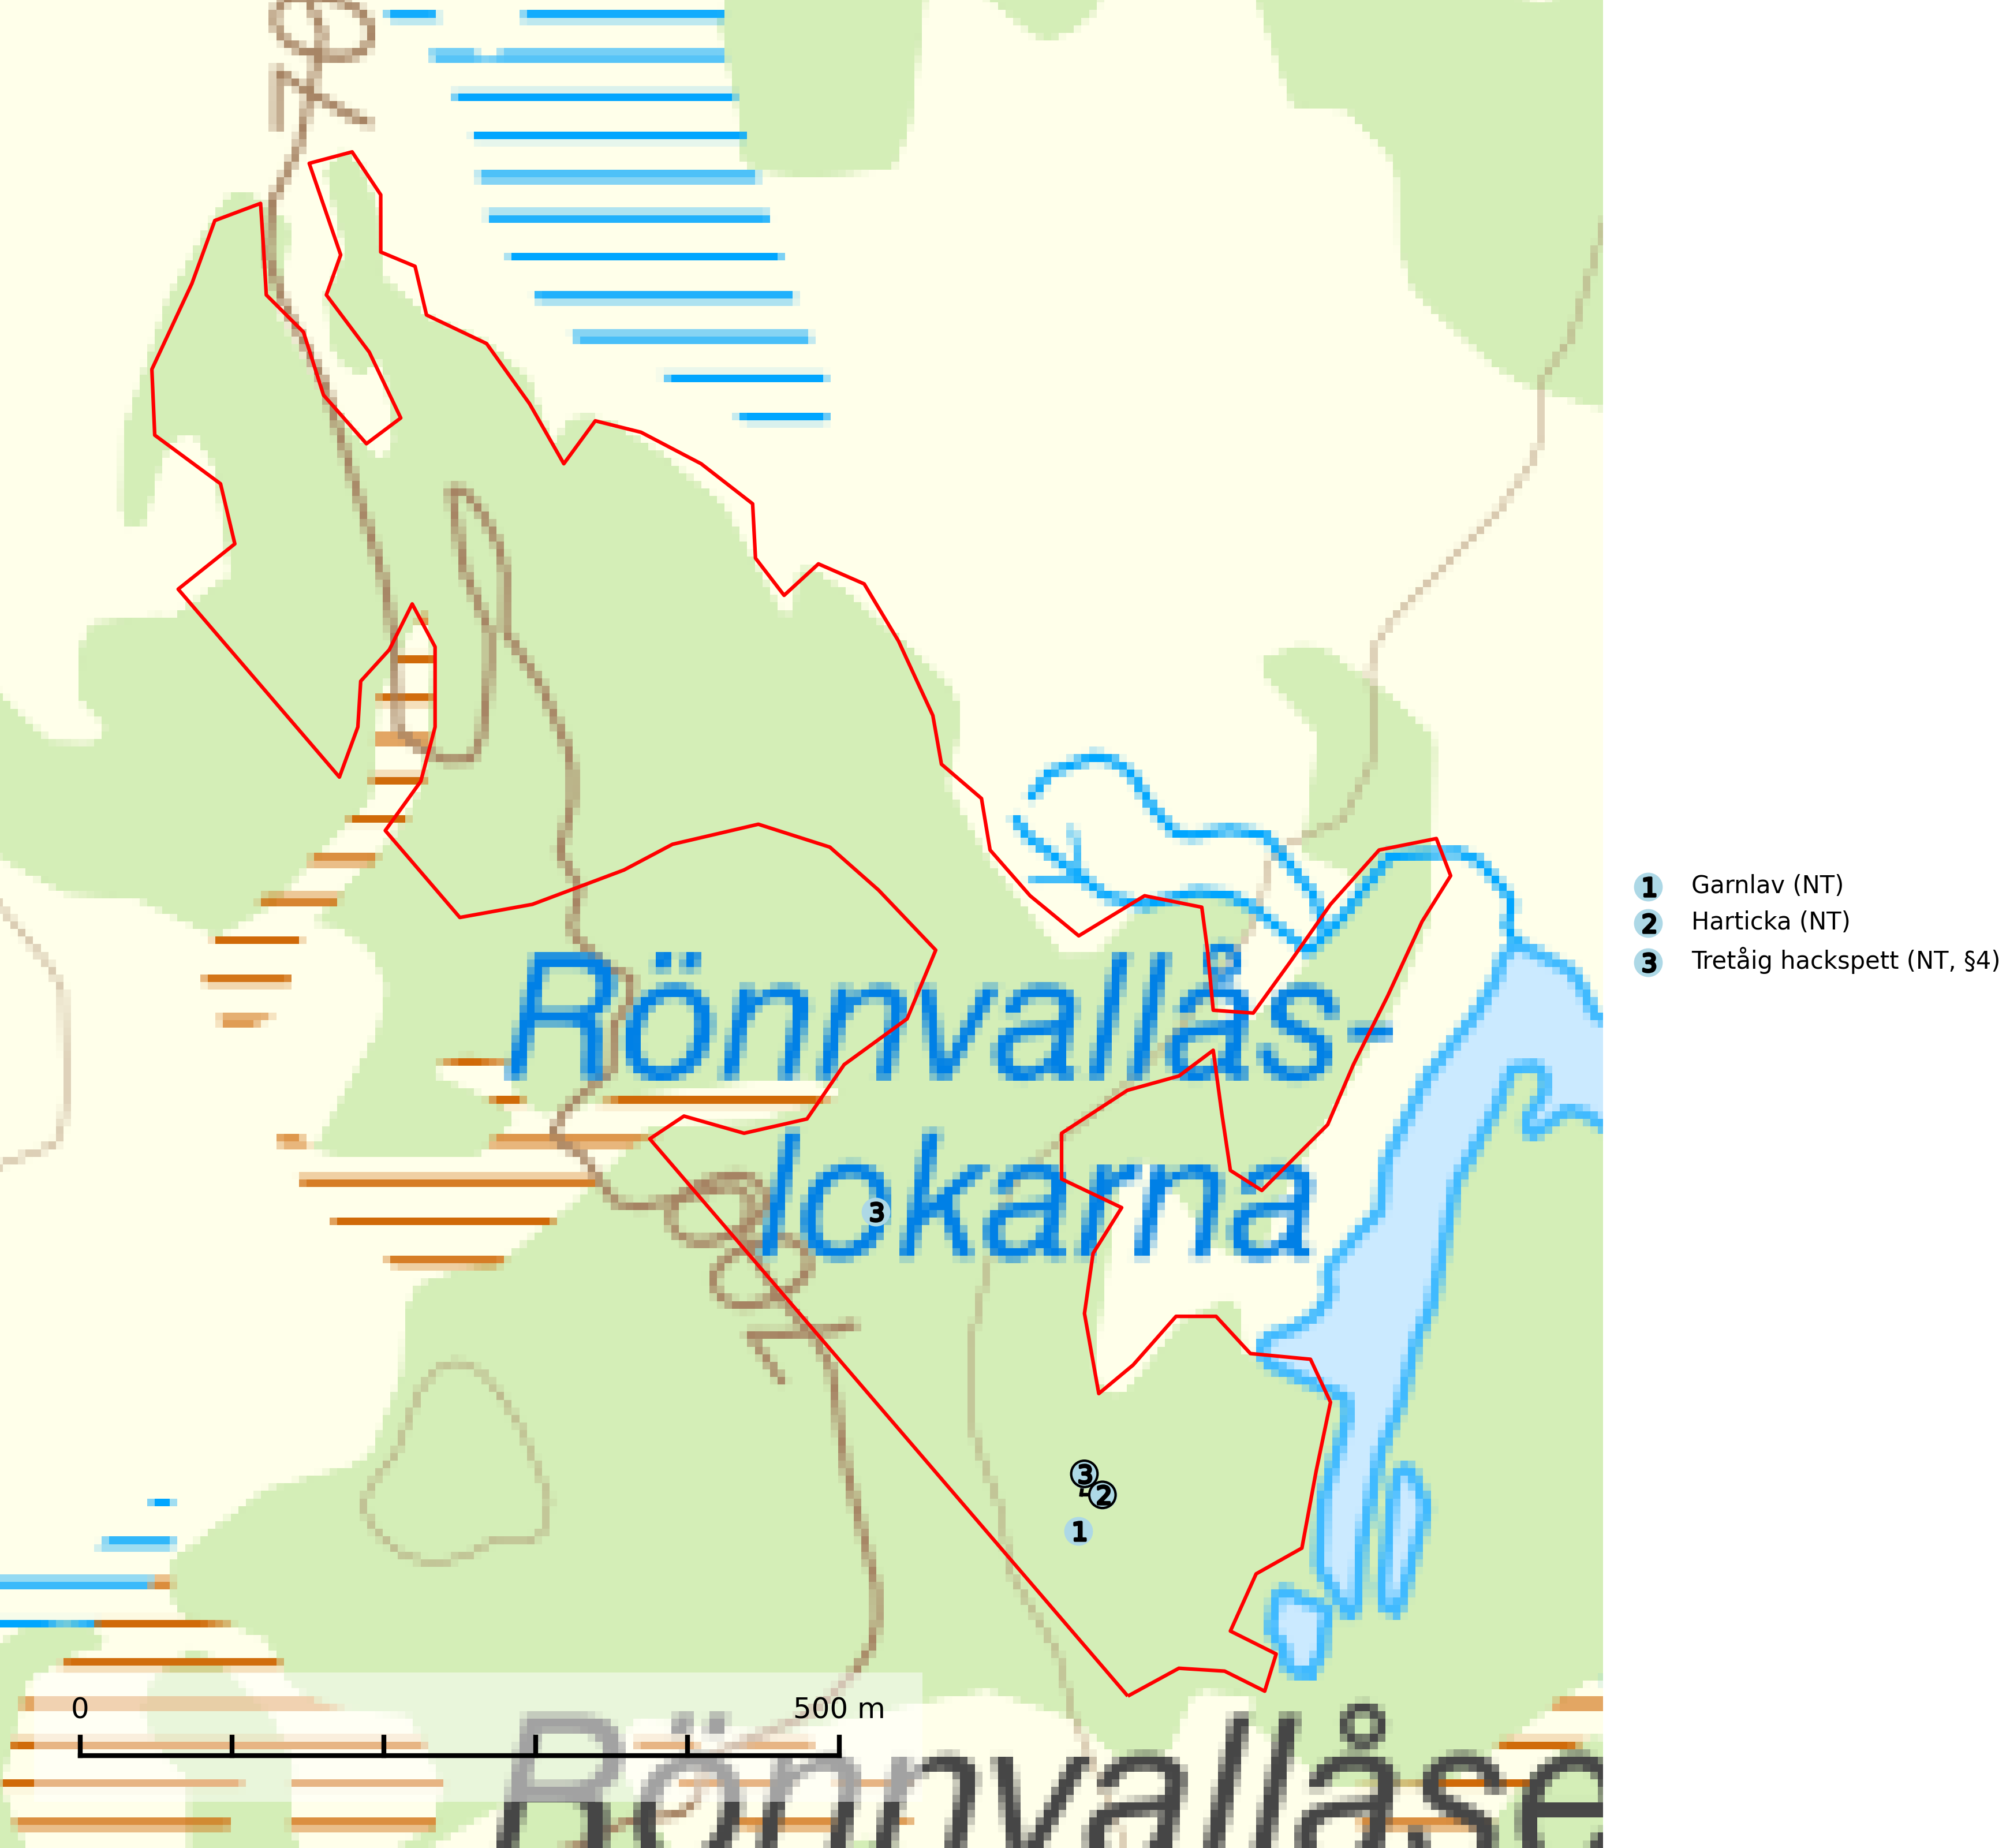 Rönnvallås-
lokarna
3
3
2
1
0 500 m
Rönnvallåse
1 Garnlav (NT)
2 Harticka (NT)
3 Tretåig hackspett (NT, §4)